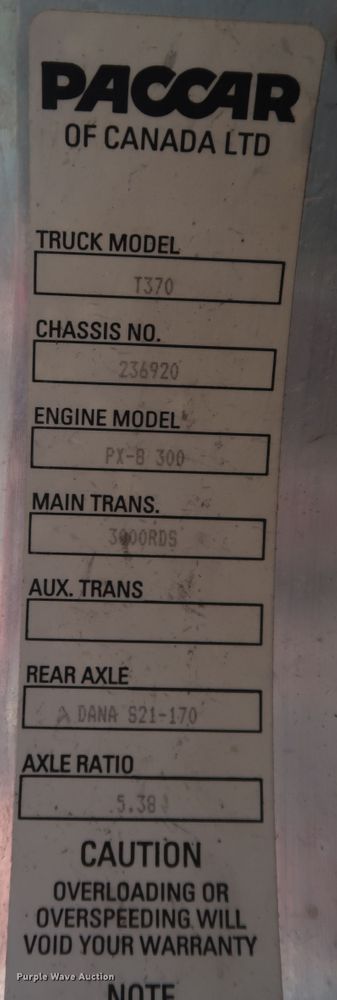 PACCAR
OF CANADA LTD
TRUCK MODEL
T370
CHASSIS NO.
236920
ENGINE MODEL
PX-8 300
MAIN TRANS.
3000RDS
AUX. TRANS
REAR AXLE
DANA S21-170
AXLE RATIO
5.38
CAUTION
OVERLOADING OR
OVERSPEEDING WILL
VOID YOUR WARRANTY
NOTE
Purple Wave Auction